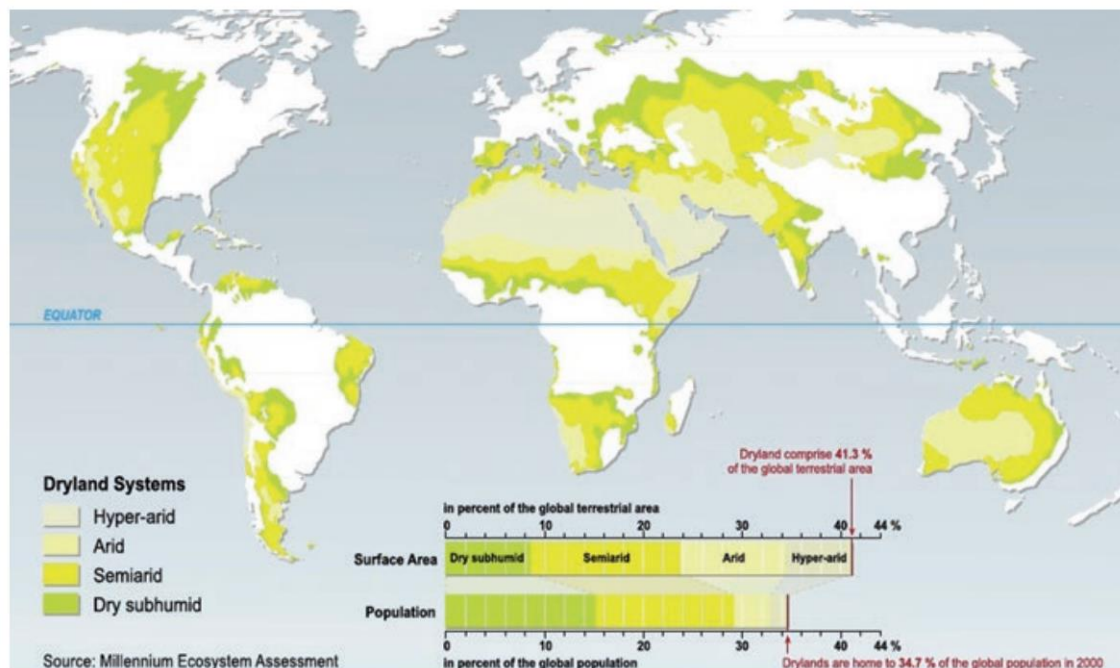 EQUATOR
Dryland comprise 41.3 %
of the global terrestrial area
Dryland Systems
Hyper-arid
Arid
Semiarid
Dry subhumid
in percent of the global terrestrial area
0 10 20 30 40 44 %
Surface Area Dry subhumid Semiarid Arid Hyper-arid
Population
0 10 20 30 40 44 %
Source: Millennium Ecosystem Assessment
in percent of the global population
Drylands are home to 34.7 % of the global population in 2000